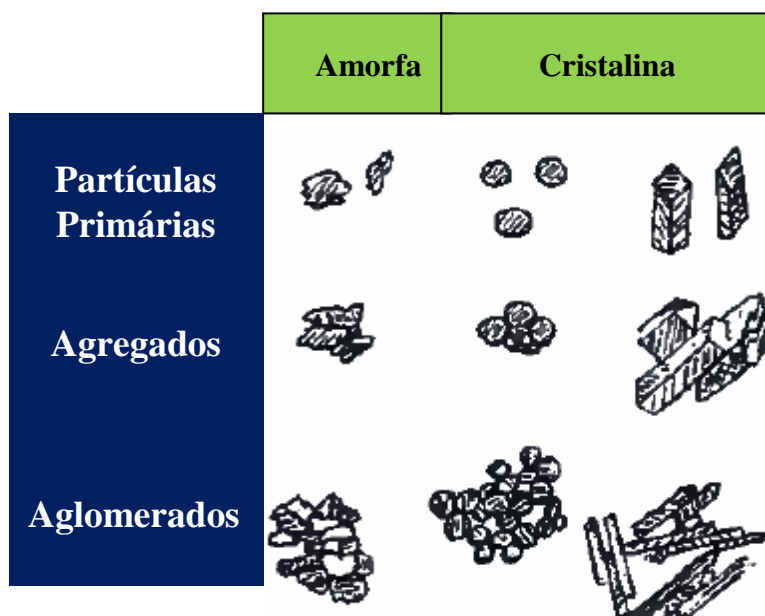 Amorfa
Cristalina
Partículas
Primárias
Agregados
Aglomerados